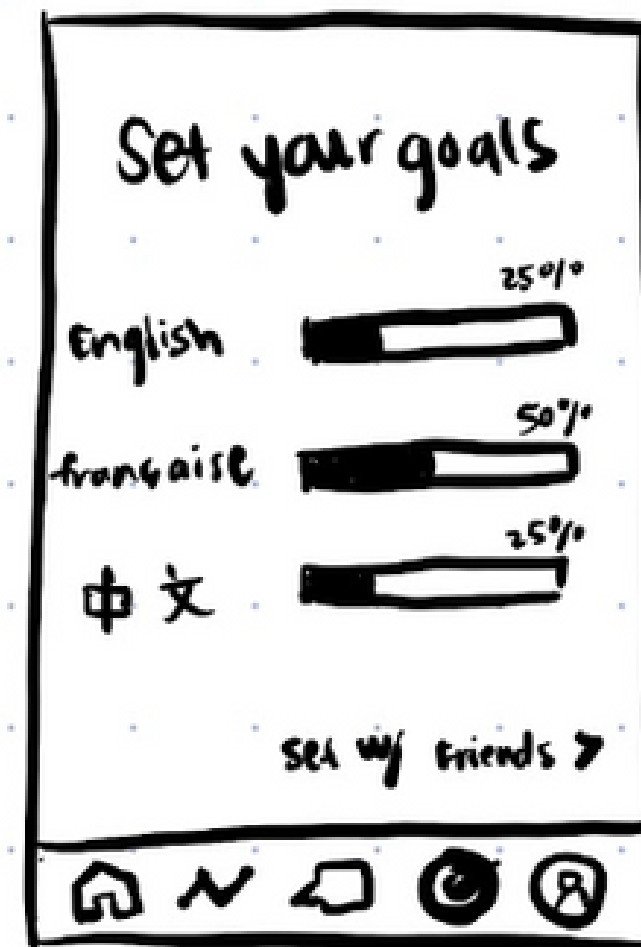 Set your goals
25%
English
50%
française
25%
中文
set w/ friends >